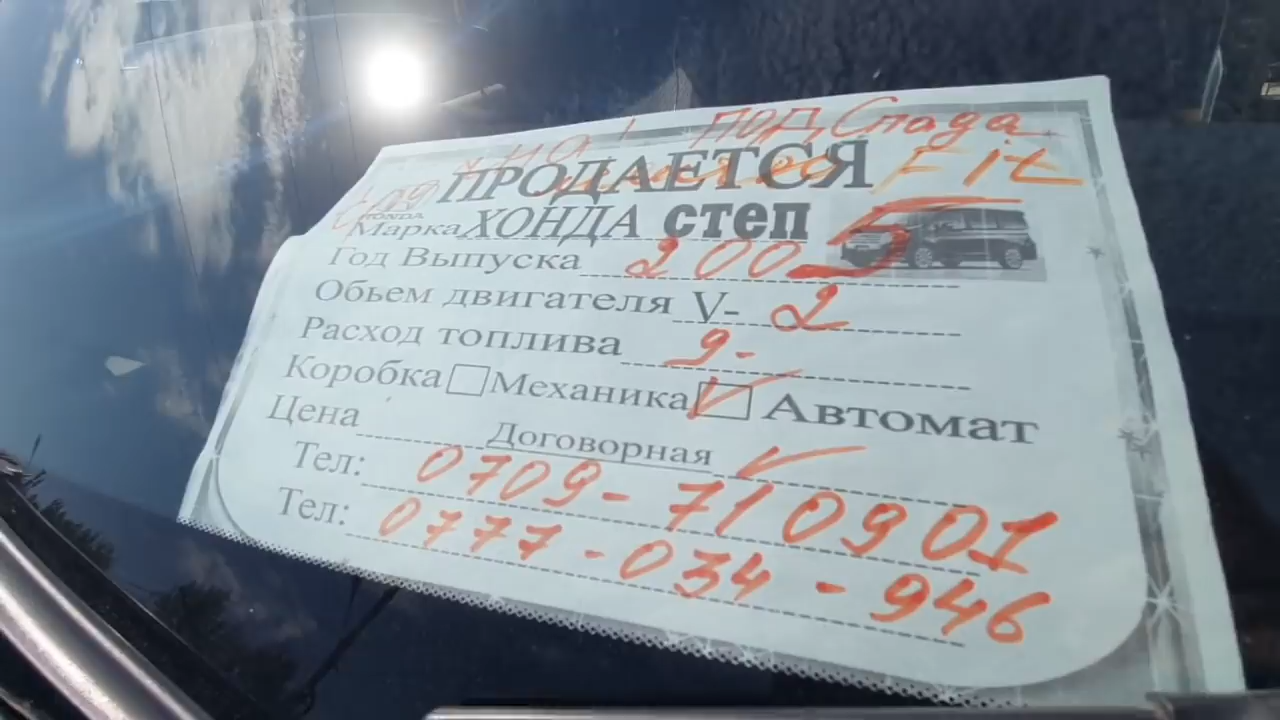 ПОД Спада
ПРОДАЕТСЯ Fit
HONDA
Марка ХОНДА степ
Год Выпуска 2005
Обьем двигателя V- 2
Расход топлива 9-
Коробка Механика Автомат
Цена Договорная
Тел: 0709-710901
Тел: 0777-034-946